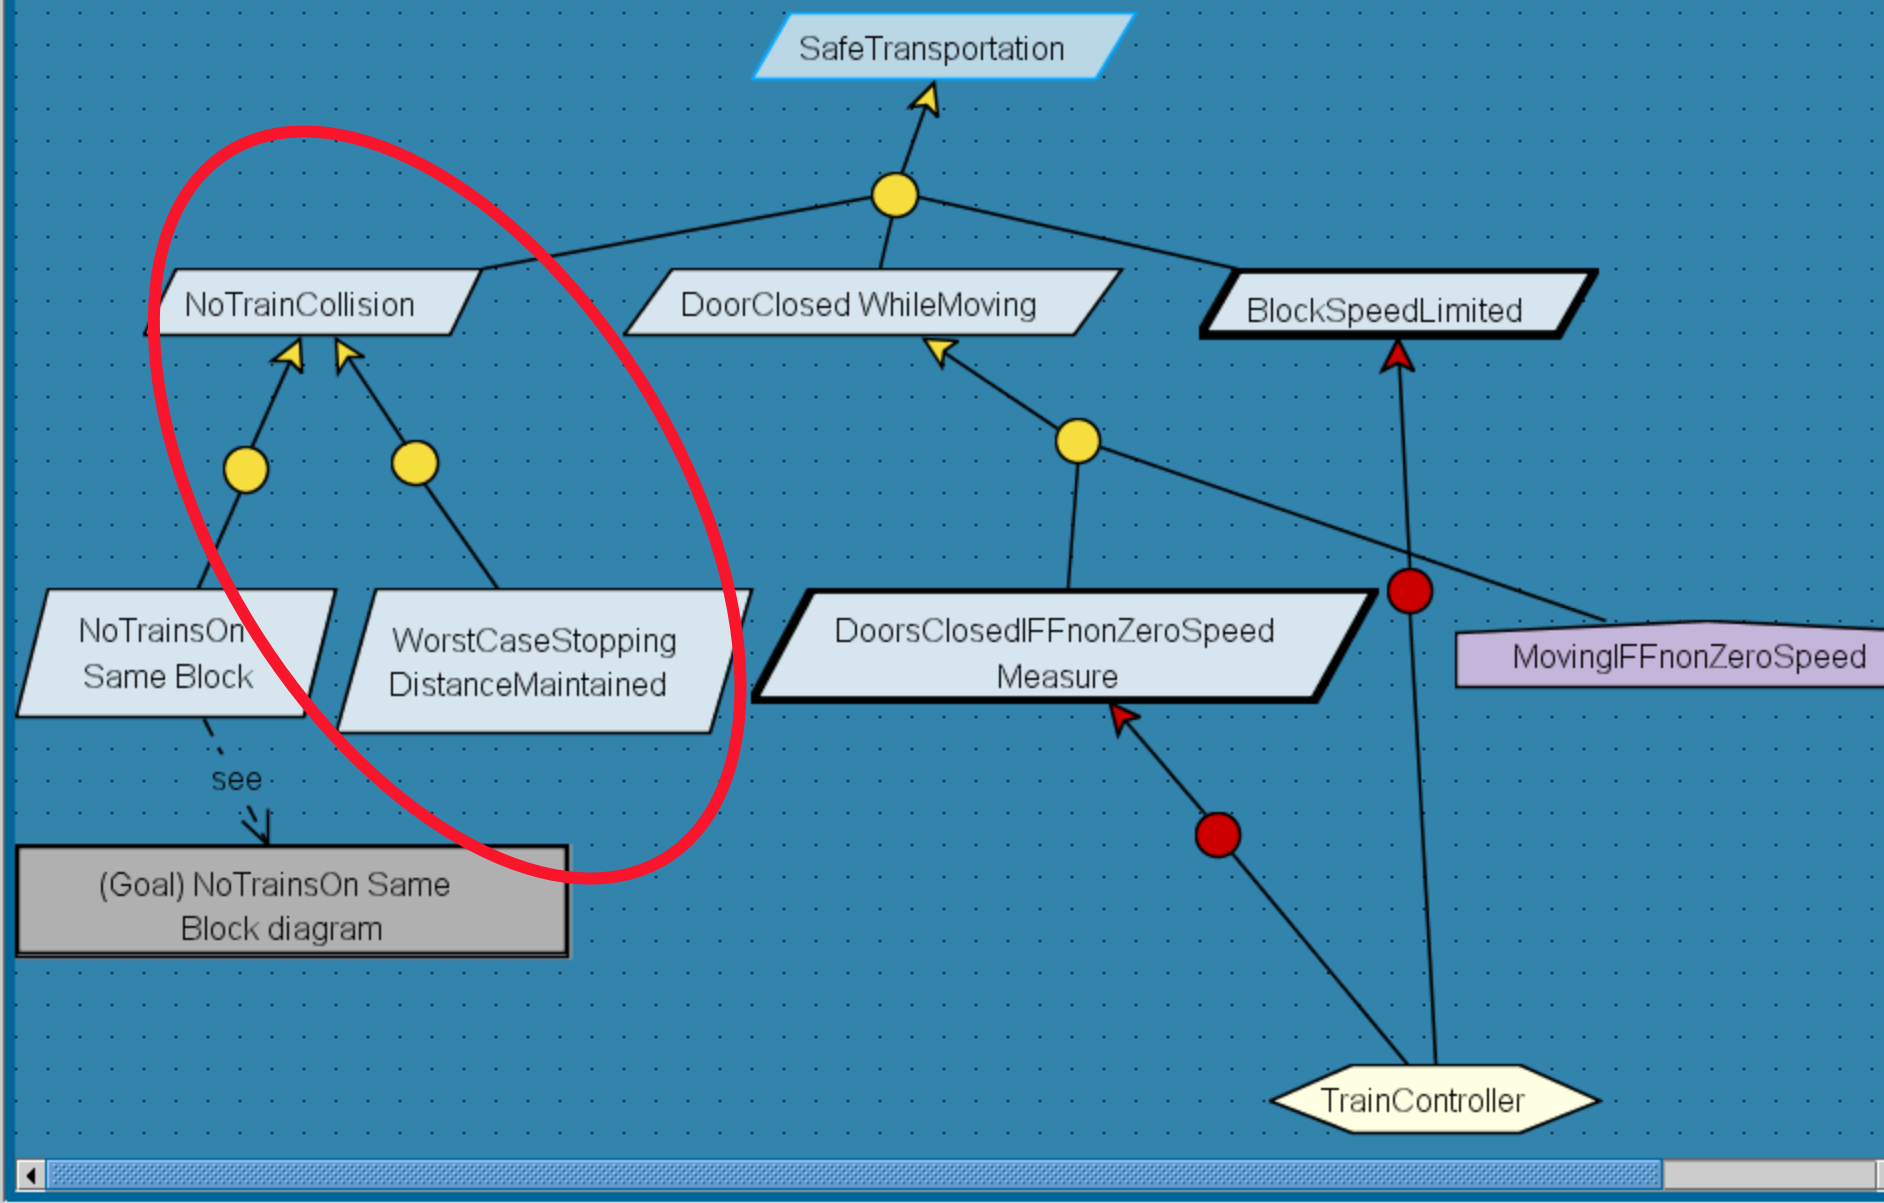 SafeTransportation
NoTrainCollision
DoorClosed WhileMoving
BlockSpeedLimited
NoTrainsOn
Same Block
WorstCaseStopping
DistanceMaintained
DoorsClosedIFFnonZeroSpeed
Measure
MovingIFFnonZeroSpeed
see
(Goal) NoTrainsOn Same
Block diagram
TrainController